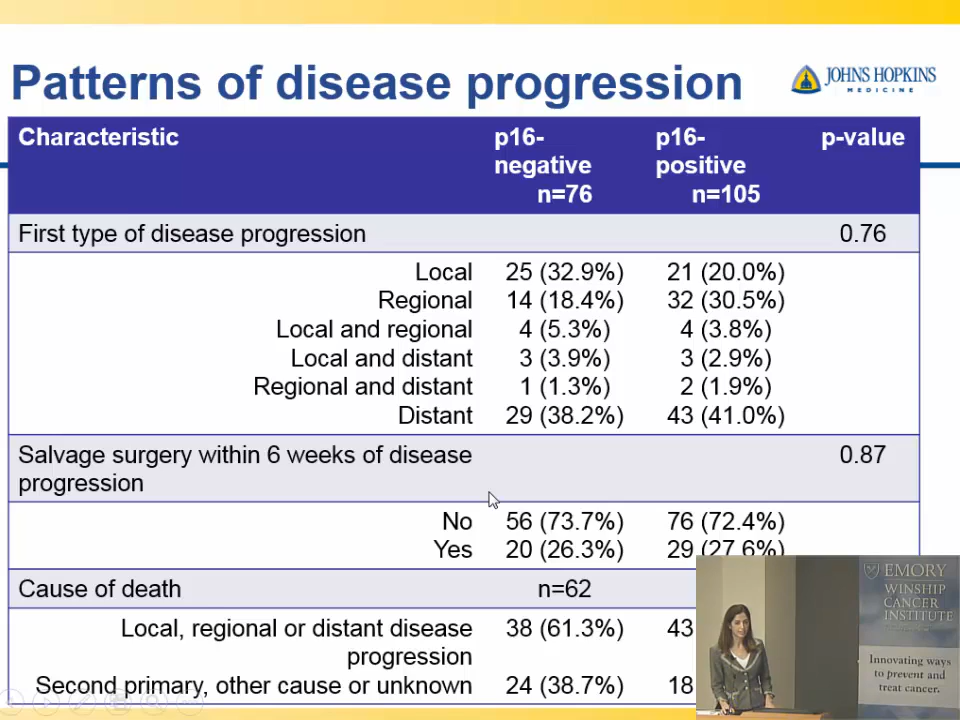 Patterns of disease progression
JOHNS HOPKINS
MEDICINE
Characteristic p16-negative n=76 p16-positive n=105 p-value
First type of disease progression 0.76
Local 25 (32.9%) 21 (20.0%)
Regional 14 (18.4%) 32 (30.5%)
Local and regional 4 (5.3%) 4 (3.8%)
Local and distant 3 (3.9%) 3 (2.9%)
Regional and distant 1 (1.3%) 2 (1.9%)
Distant 29 (38.2%) 43 (41.0%)
Salvage surgery within 6 weeks of disease 0.87
progression
No 56 (73.7%) 76 (72.4%)
Yes 20 (26.3%) 29 (27.6%)
Cause of death n=62
Local, regional or distant disease 38 (61.3%) 43
progression
Second primary, other cause or unknown 24 (38.7%) 18
EMORY
WINSHIP
CANCER
INSTITUTE
Innovating ways
to prevent and
treat cancer.